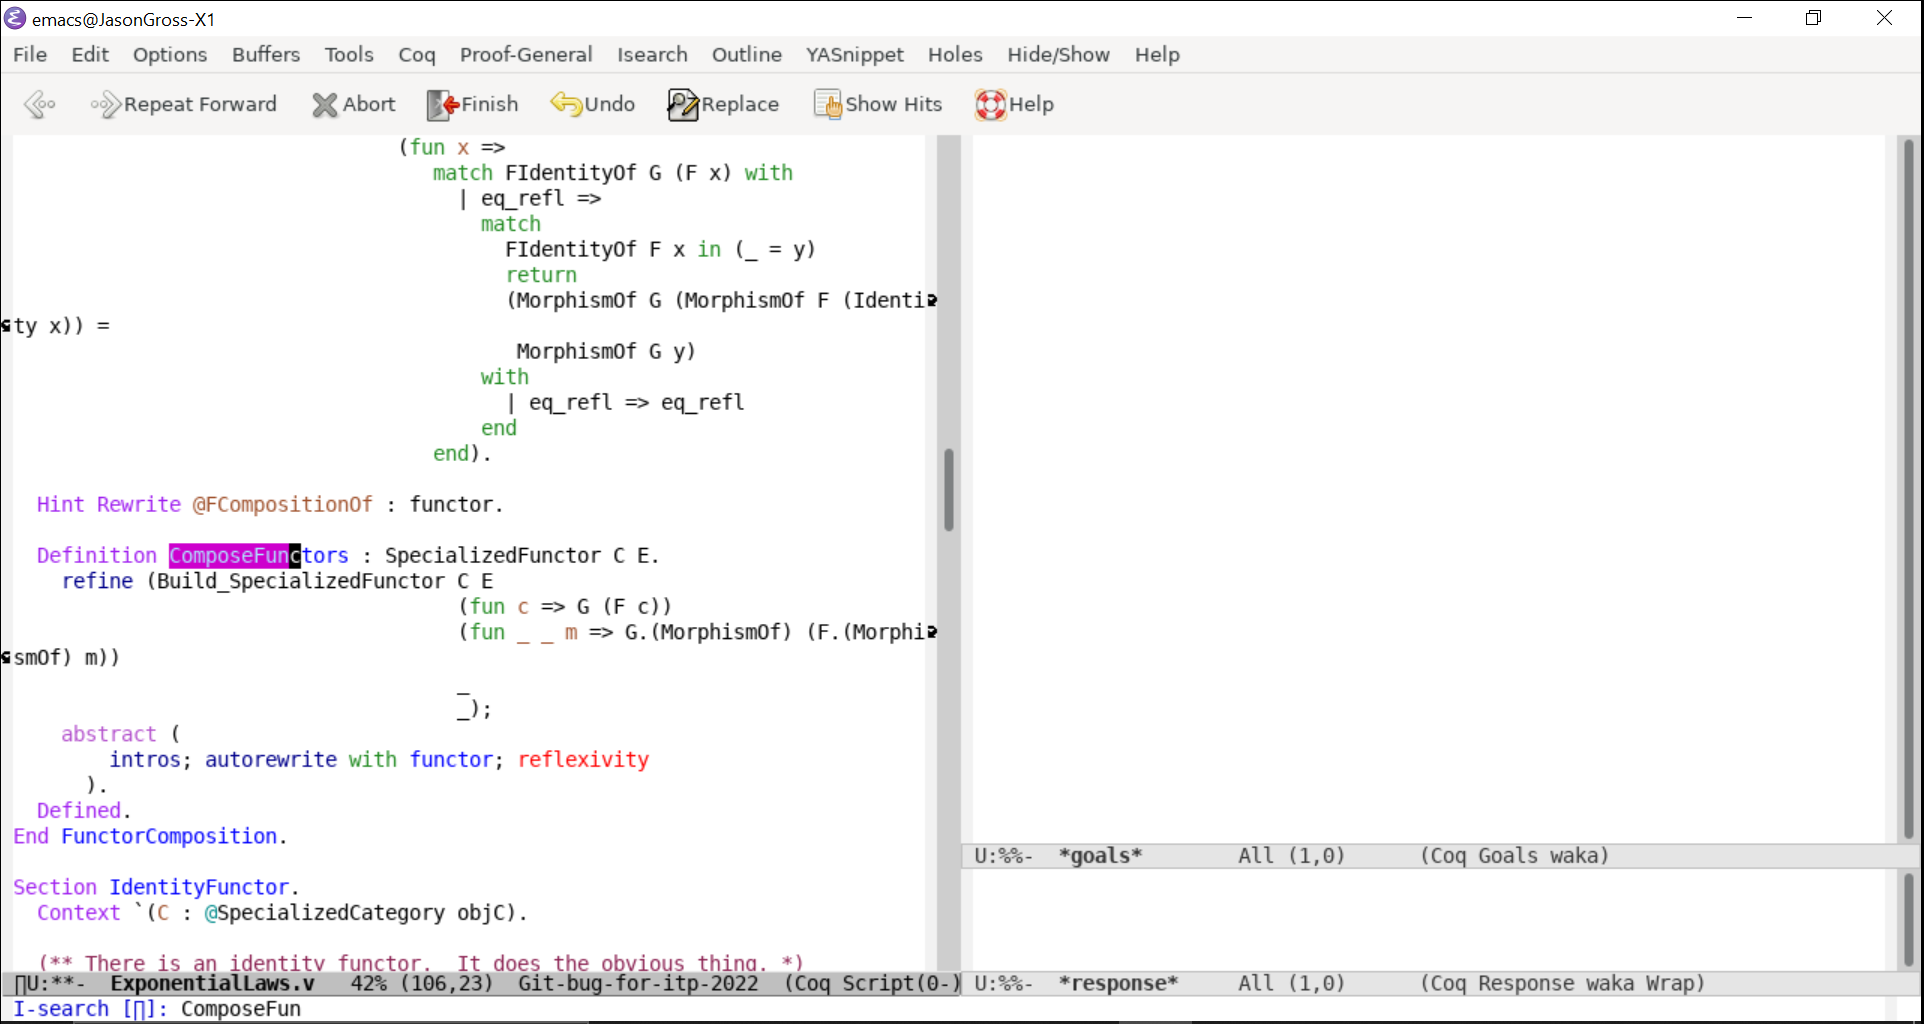 emacs@JasonGross-X1
File Edit Options Buffers Tools Coq Proof-General Isearch Outline YASnippet Holes Hide/Show Help
Repeat Forward Abort Finish Undo Replace Show Hits Help
(fun x =>
match FIdentityOf G (F x) with
| eq_refl =>
match
FIdentityOf F x in (_ = y)
return
(MorphismOf G (MorphismOf F (Identi
ty x)) =
MorphismOf G y)
with
| eq_refl => eq_refl
end
end).
Hint Rewrite @FCompositionOf : functor.
Definition ComposeFunctors : SpecializedFunctor C E.
refine (Build_SpecializedFunctor C E
(fun c => G (F c))
(fun _ _ m => G.(MorphismOf) (F.(Morphi
smOf) m))
_
_);
abstract (
intros; autorewrite with functor; reflexivity
).
Defined.
End FunctorComposition.
Section IdentityFunctor.
Context `(C : @SpecializedCategory objC).
(** There is an identity functor.  It does the obvious thing. *)
U:**-  ExponentialLaws.v   42% (106,23)  Git-bug-for-itp-2022  (Coq Script(0-)
I-search []: ComposeFun
U:%%-  *goals*        All (1,0)      (Coq Goals waka)
U:%%-  *response*     All (1,0)      (Coq Response waka Wrap)